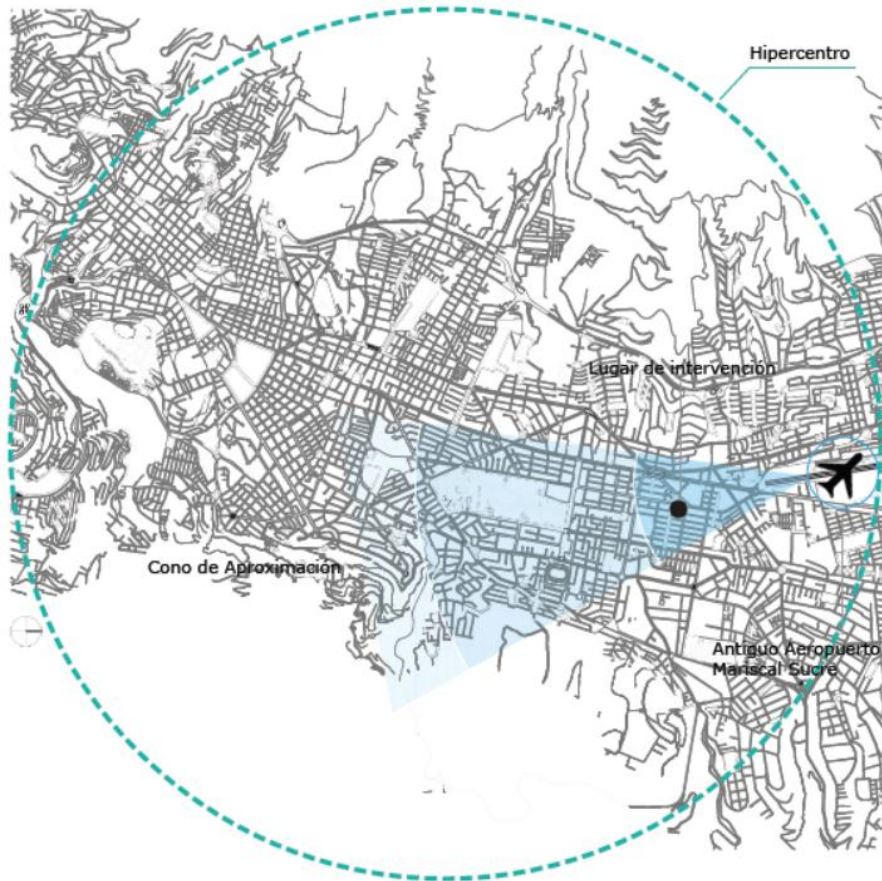 Hipercentro
Lugar de intervención
Cono de Aproximación
Antiguo Aeropuerto
Mariscal Sucre